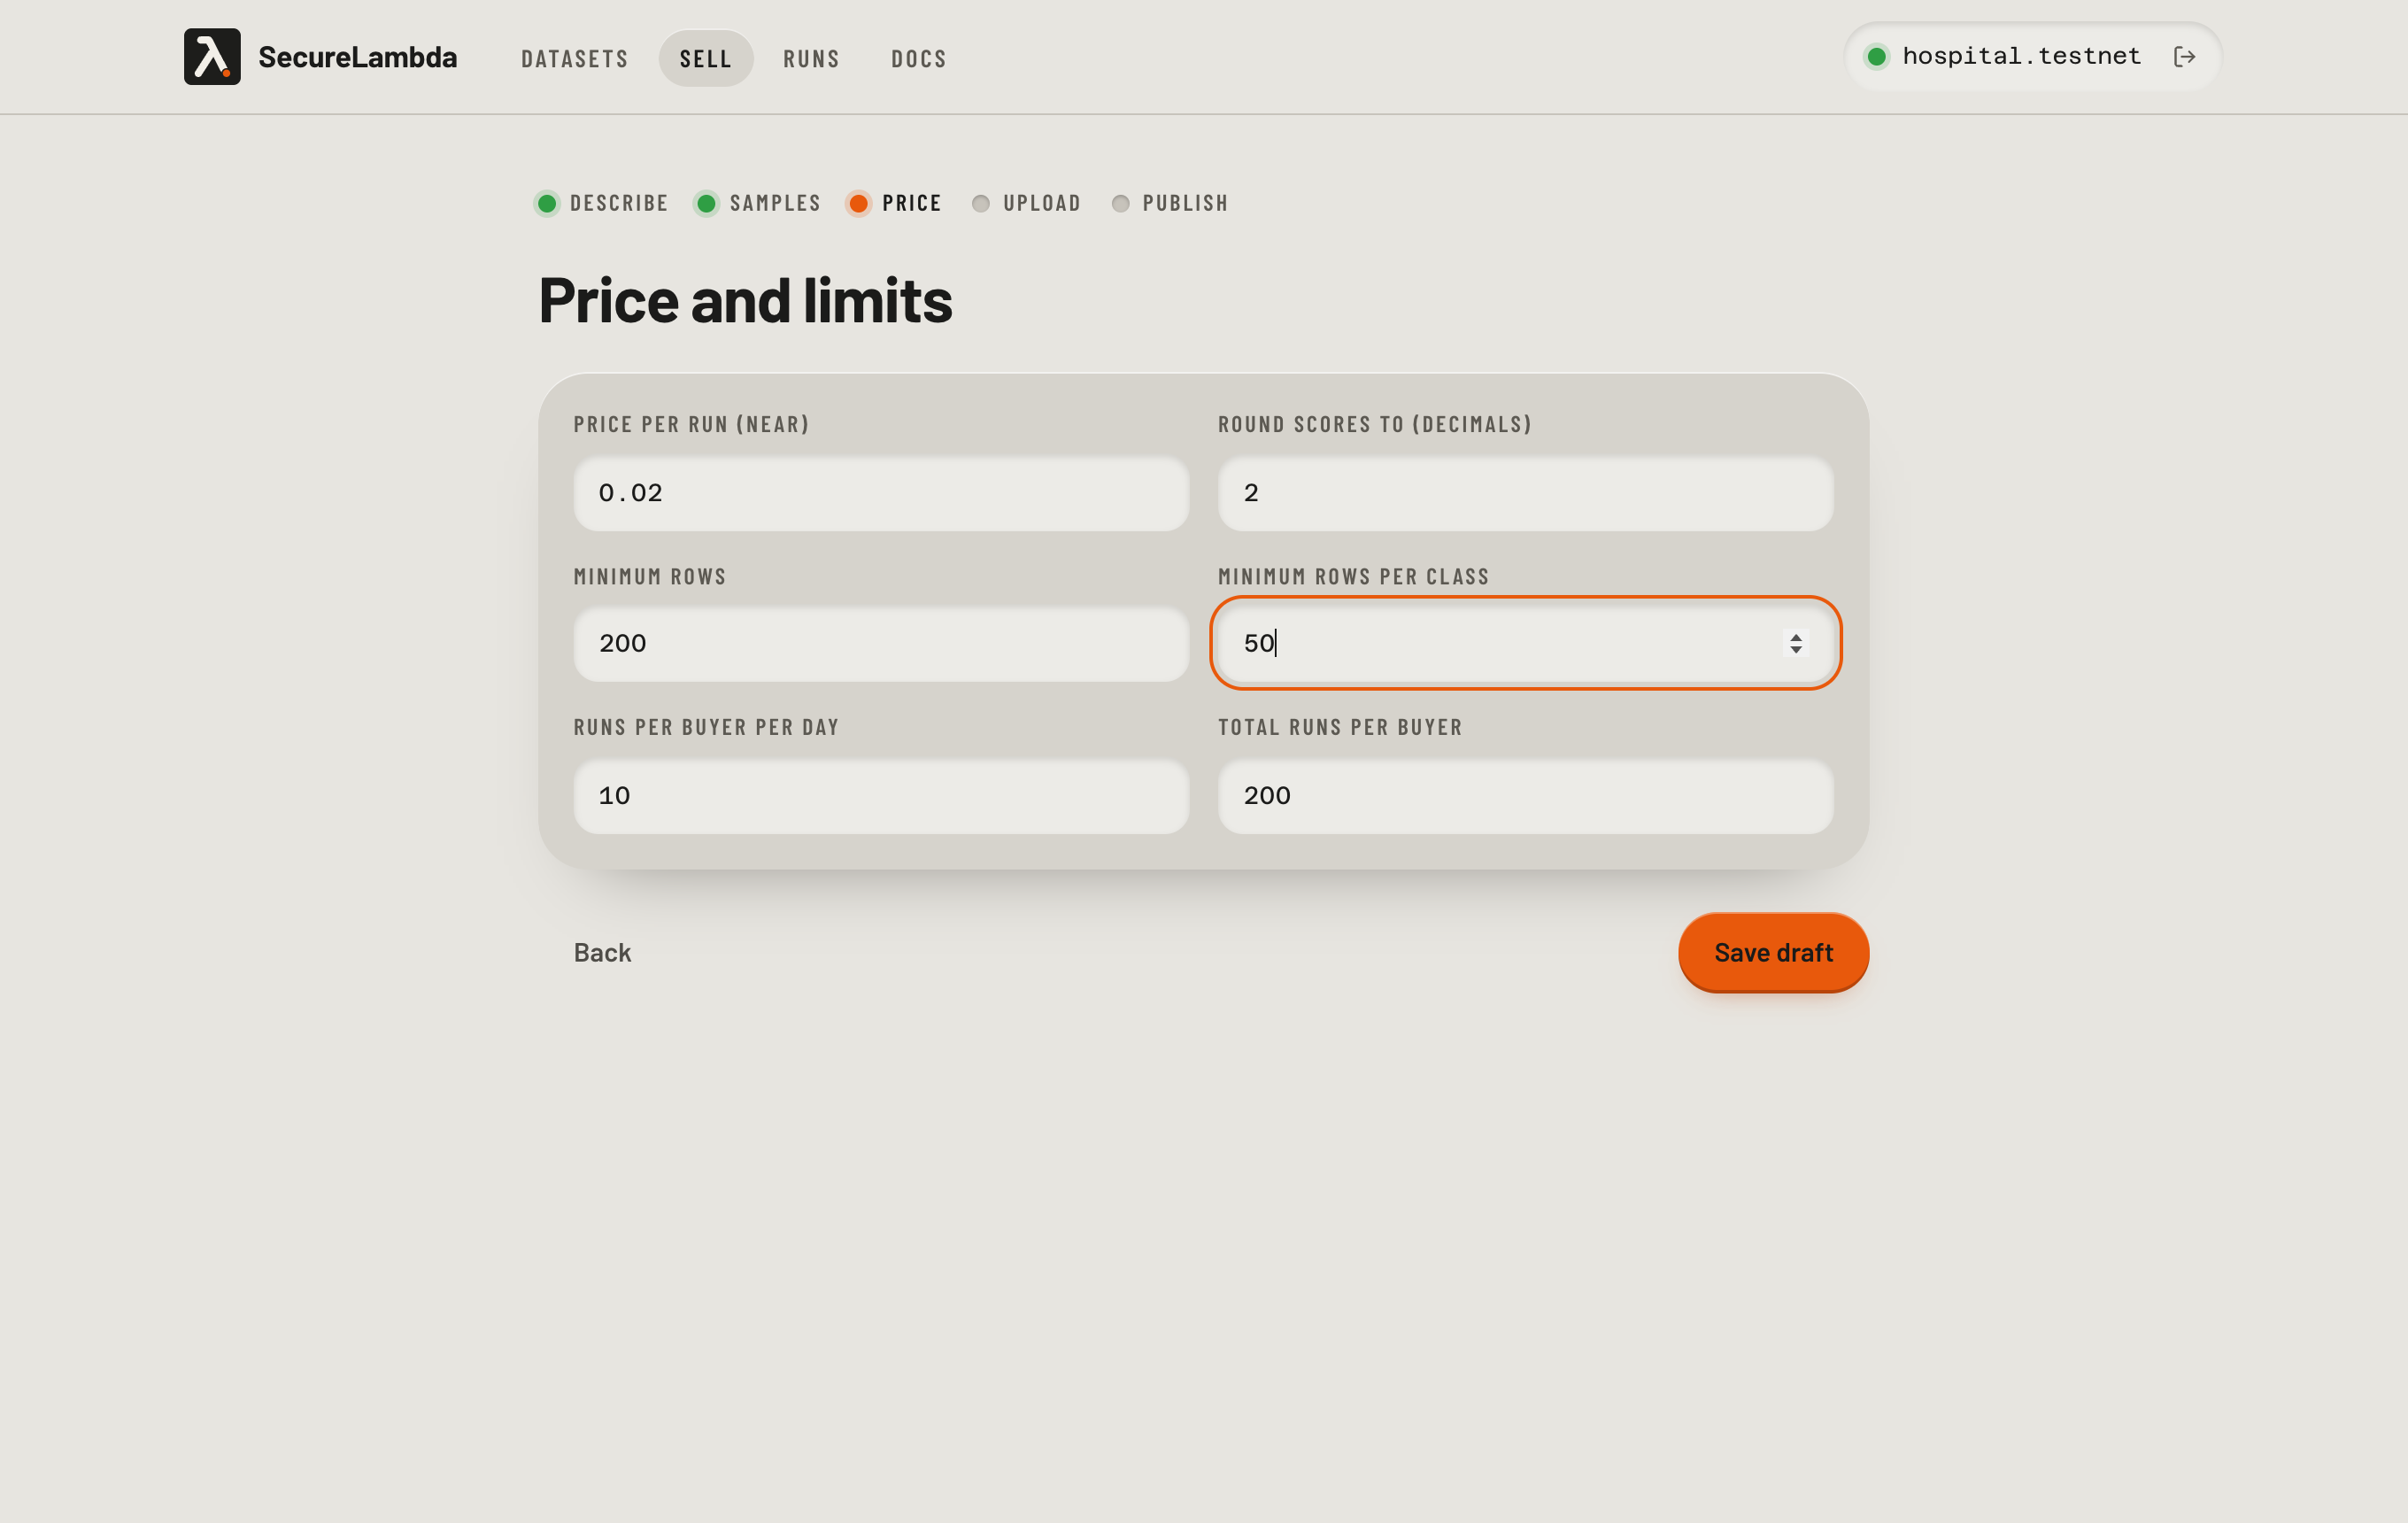 SecureLambda
DATASETS
SELL
RUNS
DOCS
hospital.testnet
DESCRIBE
SAMPLES
PRICE
UPLOAD
PUBLISH
Price and limits
PRICE PER RUN (NEAR)
0.02
ROUND SCORES TO (DECIMALS)
2
MINIMUM ROWS
200
MINIMUM ROWS PER CLASS
50
RUNS PER BUYER PER DAY
10
TOTAL RUNS PER BUYER
200
Back
Save draft